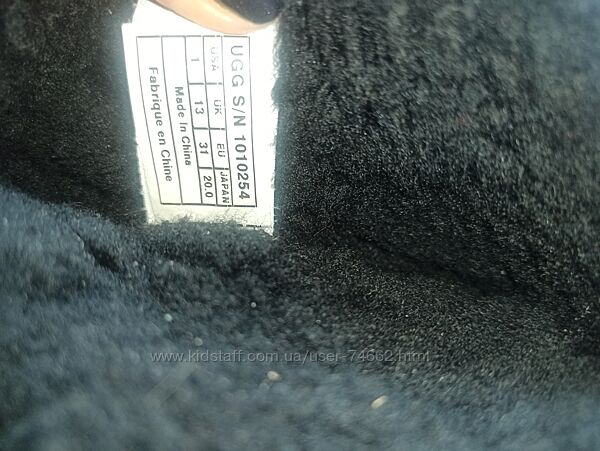 UGG S/N 1010254
USA UK EU JAPAN
1 13 31 20.0
Made In China
Fabrique en Chine
www.kidstaff.com.ua/user-74662.html